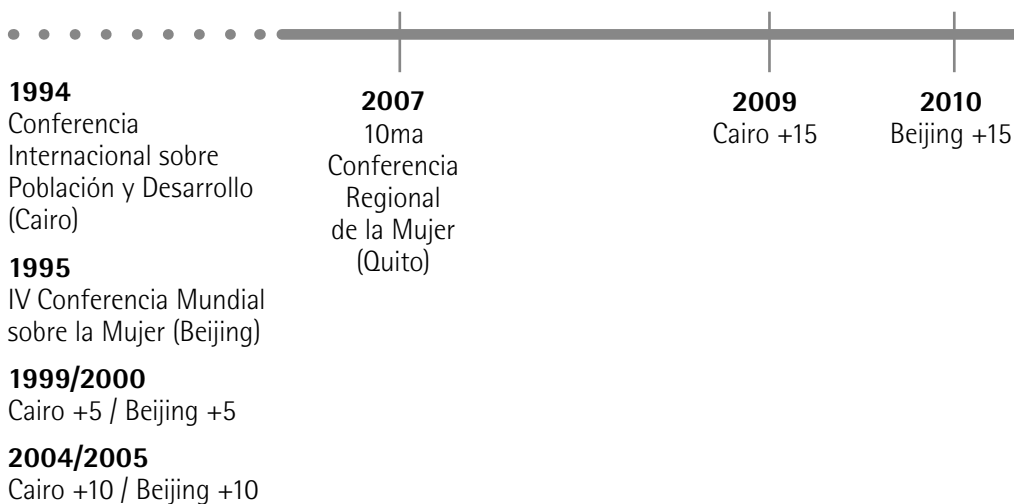 1994
Conferencia
Internacional sobre
Población y Desarrollo
(Cairo)
1995
IV Conferencia Mundial
sobre la Mujer (Beijing)
1999/2000
Cairo +5 / Beijing +5
2004/2005
Cairo +10 / Beijing +10
2007
10ma
Conferencia
Regional
de la Mujer
(Quito)
2009
Cairo +15
2010
Beijing +15